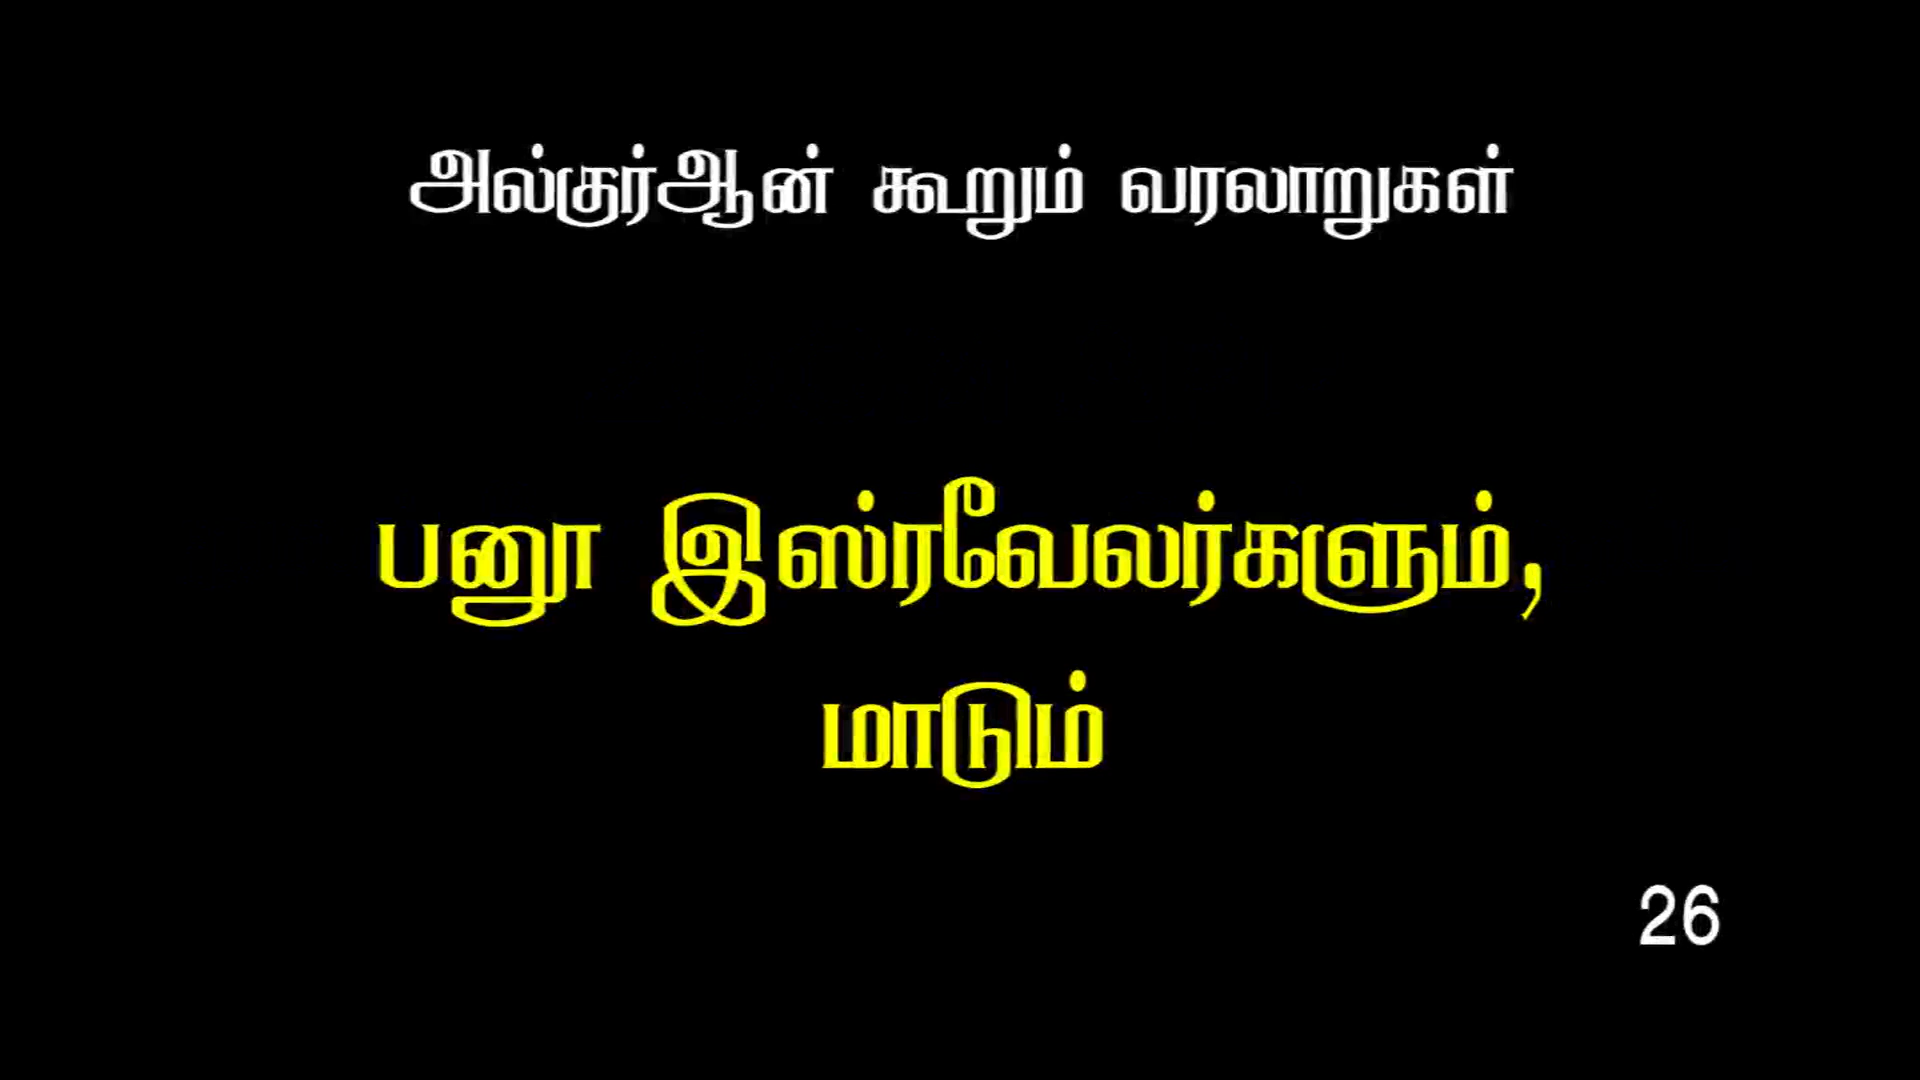 அல்குர்ஆன் கூறும் வரலாறுகள்
பனூ இஸ்ரவேலர்களும்,
மாடும்
26